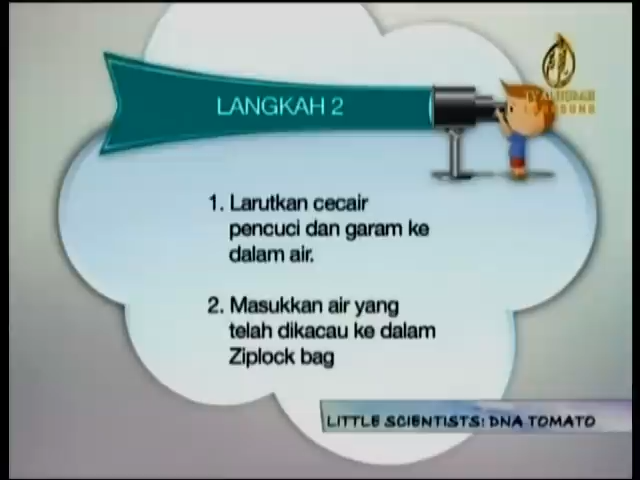 LANGKAH 2
1. Larutkan cecair
pencuci dan garam ke
dalam air.
2. Masukkan air yang
telah dikacau ke dalam
Ziplock bag
LITTLE SCIENTISTS: DNA TOMATO